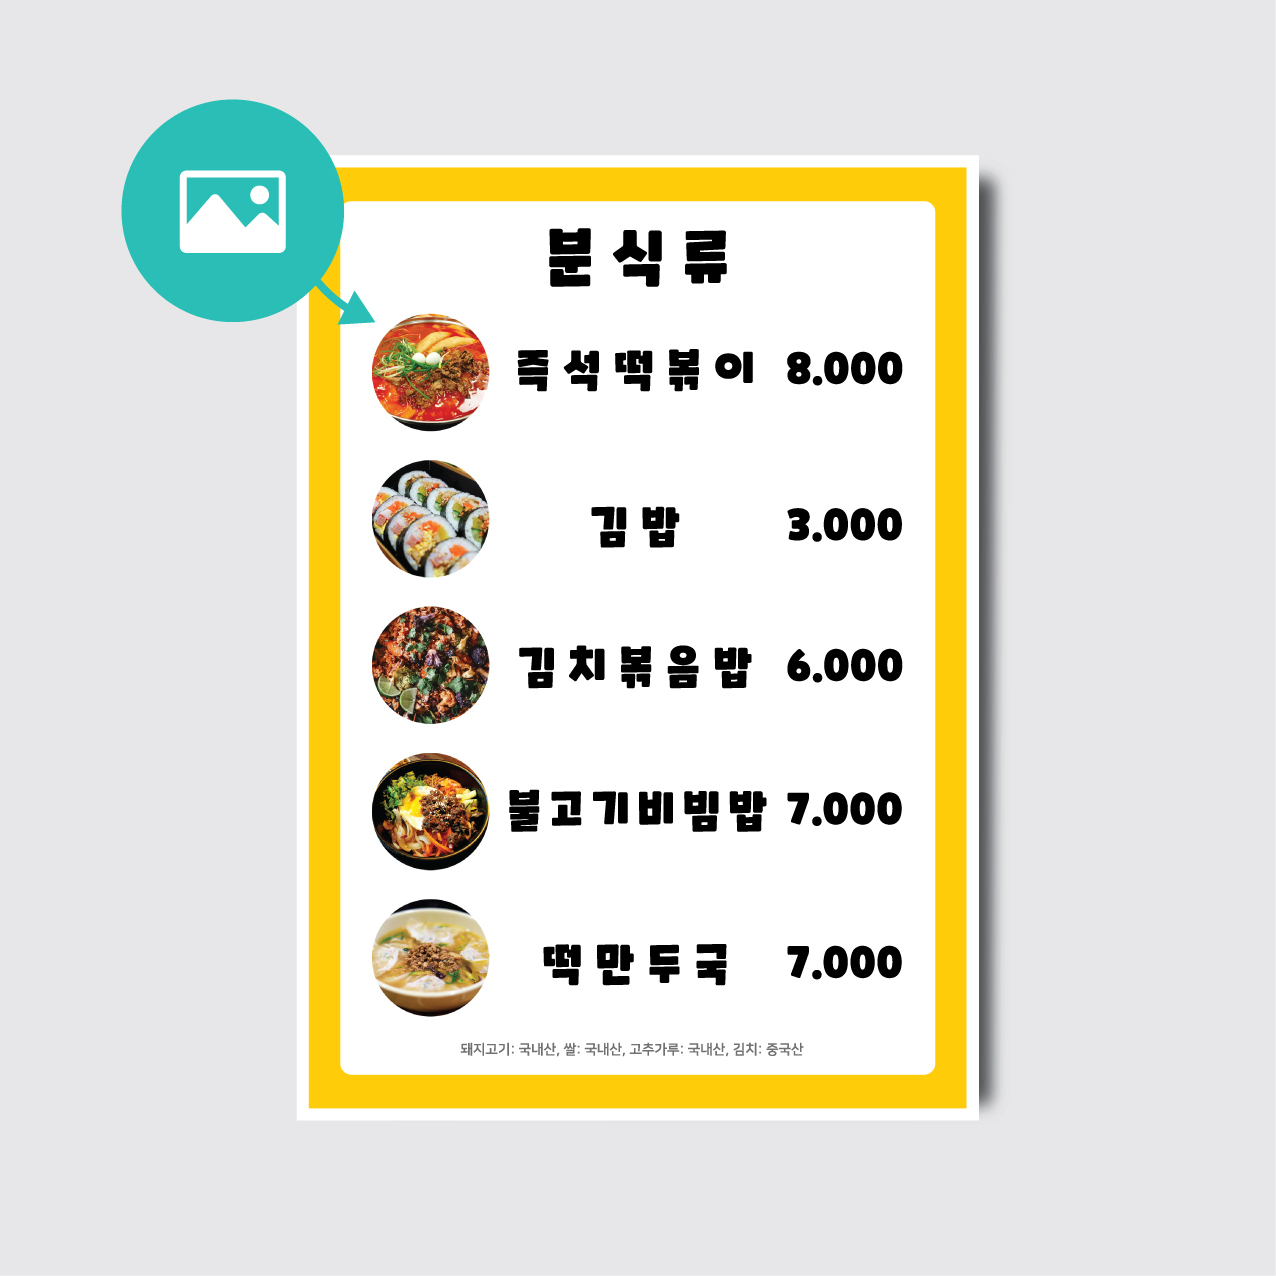 분식류
즉석떡볶이 8.000
김밥 3.000
김치볶음밥 6.000
불고기비빔밥 7.000
떡만두국 7.000
돼지고기: 국내산, 쌀: 국내산, 고추가루: 국내산, 김치: 중국산